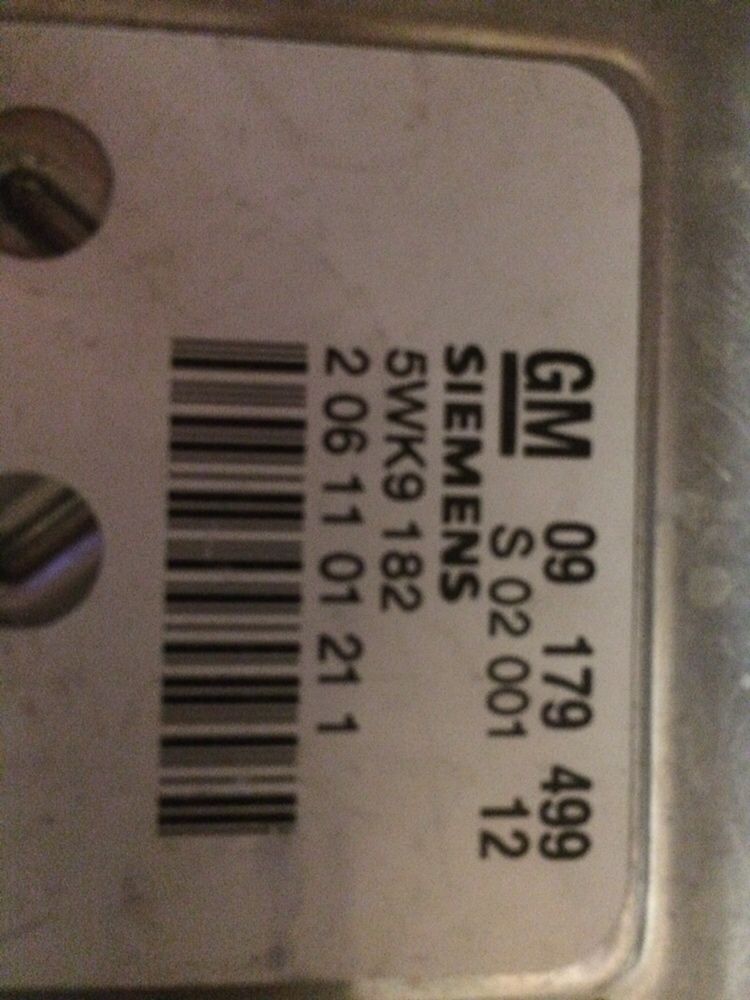 GM 09 179 499
S 02 001 12
SIEMENS
5WK9 182
2 06 11 01 21 1